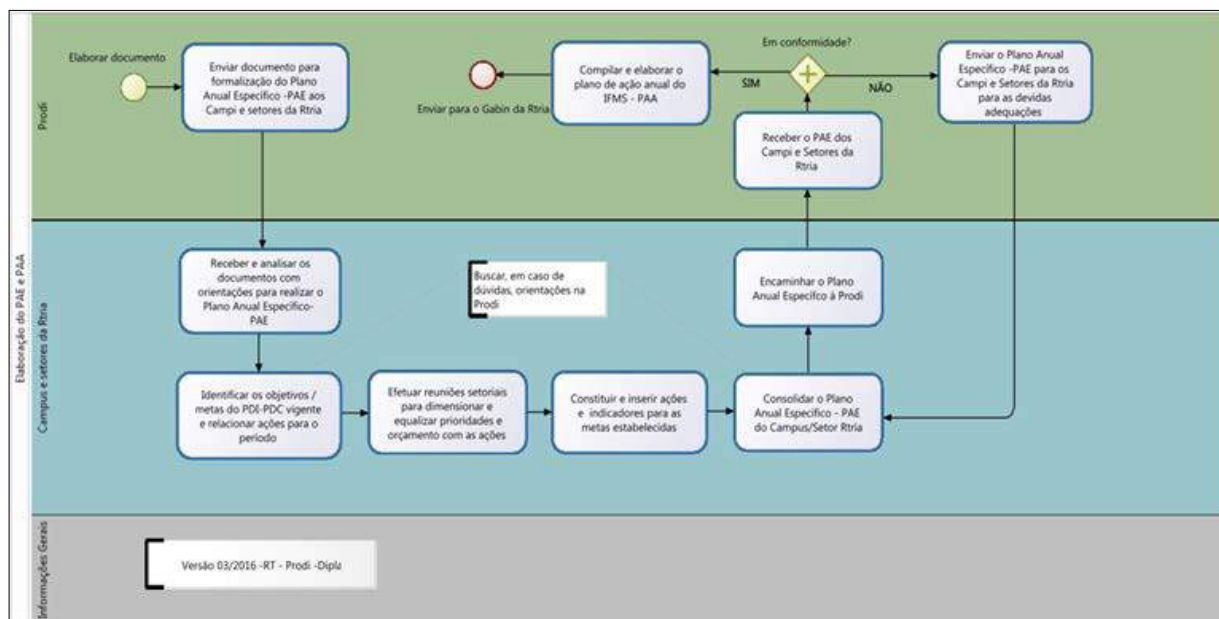 Elaboração do PAE e PAA
Prodi
Elaborar documento
Enviar documento para
formalização do Plano
Anual Específico -PAE aos
Campi e setores da Rtria
Enviar para o Gabin da Rtria
Compilar e elaborar o
plano de ação anual do
IFMS - PAA
Em conformidade?
SIM
NÃO
Enviar o Plano Anual
Específico -PAE para os
Campi e Setores da Rtria
para as devidas
adequações
Receber o PAE dos
Campi e Setores da
Rtria
Campus e setores da Rtria
Receber e analisar os
documentos com
orientações para realizar o
Plano Anual Específico-
PAE
Buscar, em caso de
dúvidas, orientações na
Prodi
Encaminhar o Plano
Anual Específco à Prodi
Identificar os objetivos /
metas do PDI-PDC vigente
e relacionar ações para o
período
Efetuar reuniões setoriais
para dimensionar e
equalizar prioridades e
orçamento com as ações
Constituir e inserir ações
e indicadores para as
metas estabelecidas
Consolidar o Plano
Anual Específico - PAE
do Campus/Setor Rtria
Informações Gerais
Versão 03/2016 -RT - Prodi -Dipla